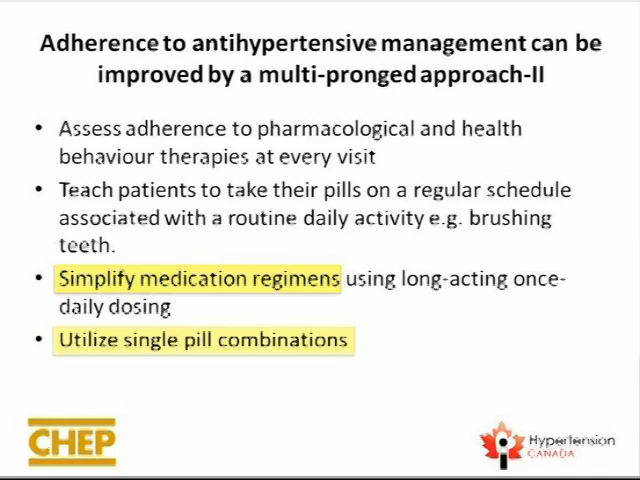 Adherence to antihypertensive management can be
improved by a multi-pronged approach-II
• Assess adherence to pharmacological and health
behaviour therapies at every visit
• Teach patients to take their pills on a regular schedule
associated with a routine daily activity e.g. brushing
teeth.
• Simplify medication regimens using long-acting once-
daily dosing
• Utilize single pill combinations
CHEP
Hypertension
CANADA